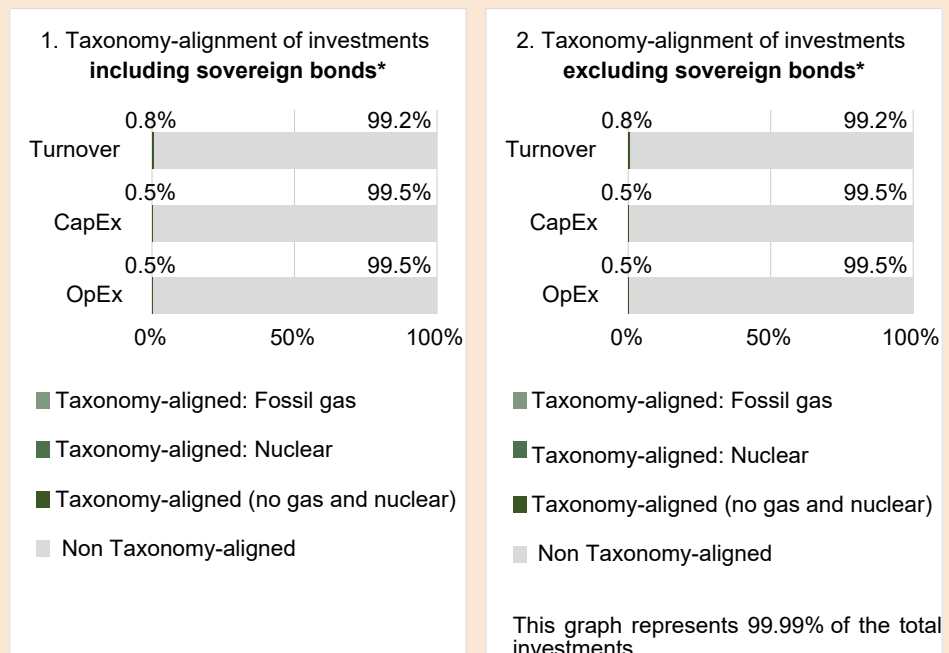 1. Taxonomy-alignment of investments
including sovereign bonds*
0.8% 99.2%
Turnover
0.5% 99.5%
CapEx
0.5% 99.5%
OpEx
0% 50% 100%
Taxonomy-aligned: Fossil gas
Taxonomy-aligned: Nuclear
Taxonomy-aligned (no gas and nuclear)
Non Taxonomy-aligned
2. Taxonomy-alignment of investments
excluding sovereign bonds*
0.8% 99.2%
Turnover
0.5% 99.5%
CapEx
0.5% 99.5%
OpEx
0% 50% 100%
Taxonomy-aligned: Fossil gas
Taxonomy-aligned: Nuclear
Taxonomy-aligned (no gas and nuclear)
Non Taxonomy-aligned
This graph represents 99.99% of the total
investments